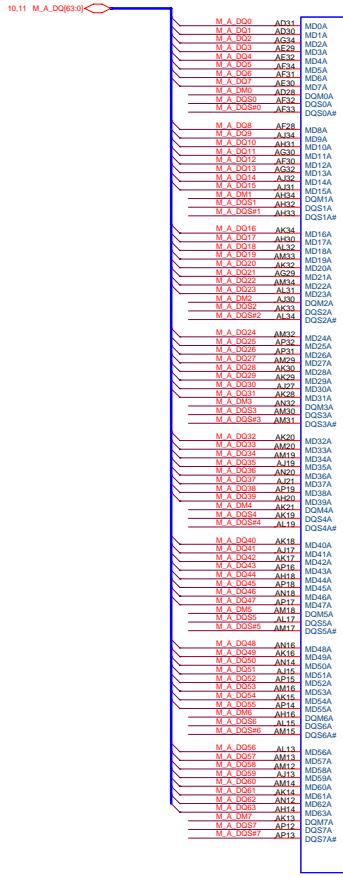 10,11 M_A_DQ[63:0]
M_A_DQ0 AD31 MD0A
M_A_DQ1 AD30 MD1A
M_A_DQ2 AG34 MD2A
M_A_DQ3 AE29 MD3A
M_A_DQ4 AE32 MD4A
M_A_DQ5 AF34 MD5A
M_A_DQ6 AF31 MD6A
M_A_DQ7 AE30 MD7A
M_A_DM0 AD28 DQM0A
M_A_DQS0 AF32 DQS0A
M_A_DQS#0 AF33 DQS0A#
M_A_DQ8 AF28 MD8A
M_A_DQ9 AJ34 MD9A
M_A_DQ10 AH31 MD10A
M_A_DQ11 AG30 MD11A
M_A_DQ12 AF30 MD12A
M_A_DQ13 AG32 MD13A
M_A_DQ14 AJ32 MD14A
M_A_DQ15 AJ31 MD15A
M_A_DM1 AH34 DQM1A
M_A_DQS1 AH32 DQS1A
M_A_DQS#1 AH33 DQS1A#
M_A_DQ16 AK34 MD16A
M_A_DQ17 AH30 MD17A
M_A_DQ18 AL32 MD18A
M_A_DQ19 AM33 MD19A
M_A_DQ20 AK32 MD20A
M_A_DQ21 AG29 MD21A
M_A_DQ22 AM34 MD22A
M_A_DQ23 AL31 MD23A
M_A_DM2 AJ30 DQM2A
M_A_DQS2 AK33 DQS2A
M_A_DQS#2 AL34 DQS2A#
M_A_DQ24 AM32 MD24A
M_A_DQ25 AP32 MD25A
M_A_DQ26 AP31 MD26A
M_A_DQ27 AM29 MD27A
M_A_DQ28 AK30 MD28A
M_A_DQ29 AK29 MD29A
M_A_DQ30 AJ27 MD30A
M_A_DQ31 AK28 MD31A
M_A_DM3 AN32 DQM3A
M_A_DQS3 AM30 DQS3A
M_A_DQS#3 AM31 DQS3A#
M_A_DQ32 AK20 MD32A
M_A_DQ33 AM20 MD33A
M_A_DQ34 AM19 MD34A
M_A_DQ35 AJ19 MD35A
M_A_DQ36 AN20 MD36A
M_A_DQ37 AJ21 MD37A
M_A_DQ38 AP19 MD38A
M_A_DQ39 AH20 MD39A
M_A_DM4 AK21 DQM4A
M_A_DQS4 AK19 DQS4A
M_A_DQS#4 AL19 DQS4A#
M_A_DQ40 AK18 MD40A
M_A_DQ41 AJ17 MD41A
M_A_DQ42 AK17 MD42A
M_A_DQ43 AP16 MD43A
M_A_DQ44 AH18 MD44A
M_A_DQ45 AP18 MD45A
M_A_DQ46 AN18 MD46A
M_A_DQ47 AP17 MD47A
M_A_DM5 AM18 DQM5A
M_A_DQS5 AL17 DQS5A
M_A_DQS#5 AM17 DQS5A#
M_A_DQ48 AN16 MD48A
M_A_DQ49 AK16 MD49A
M_A_DQ50 AN14 MD50A
M_A_DQ51 AJ15 MD51A
M_A_DQ52 AP15 MD52A
M_A_DQ53 AM16 MD53A
M_A_DQ54 AK15 MD54A
M_A_DQ55 AP14 MD55A
M_A_DM6 AH16 DQM6A
M_A_DQS6 AL15 DQS6A
M_A_DQS#6 AM15 DQS6A#
M_A_DQ56 AL13 MD56A
M_A_DQ57 AM13 MD57A
M_A_DQ58 AM12 MD58A
M_A_DQ59 AJ13 MD59A
M_A_DQ60 AM14 MD60A
M_A_DQ61 AK14 MD61A
M_A_DQ62 AN12 MD62A
M_A_DQ63 AH14 MD63A
M_A_DM7 AK13 DQM7A
M_A_DQS7 AP12 DQS7A
M_A_DQS#7 AP13 DQS7A#